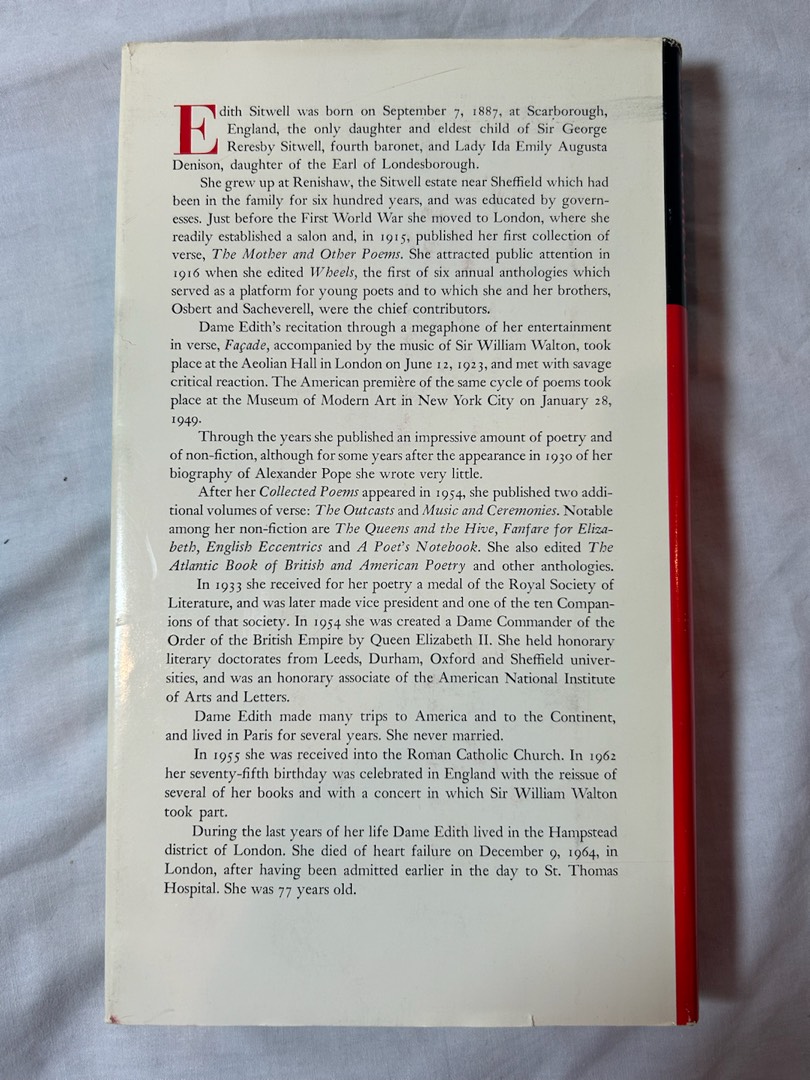 Edith Sitwell was born on September 7, 1887, at Scarborough,
England, the only daughter and eldest child of Sir George
Reresby Sitwell, fourth baronet, and Lady Ida Emily Augusta
Denison, daughter of the Earl of Londesborough.
She grew up at Renishaw, the Sitwell estate near Sheffield which had
been in the family for six hundred years, and was educated by govern-
esses. Just before the First World War she moved to London, where she
readily established a salon and, in 1915, published her first collection of
verse, The Mother and Other Poems. She attracted public attention in
1916 when she edited Wheels, the first of six annual anthologies which
served as a platform for young poets and to which she and her brothers,
Osbert and Sacheverell, were the chief contributors.
Dame Edith's recitation through a megaphone of her entertainment
in verse, Façade, accompanied by the music of Sir William Walton, took
place at the Aeolian Hall in London on June 12, 1923, and met with savage
critical reaction. The American première of the same cycle of poems took
place at the Museum of Modern Art in New York City on January 28,
1949.
Through the years she published an impressive amount of poetry and
of non-fiction, although for some years after the appearance in 1930 of her
biography of Alexander Pope she wrote very little.
After her Collected Poems appeared in 1954, she published two addi-
tional volumes of verse: The Outcasts and Music and Ceremonies. Notable
among her non-fiction are The Queens and the Hive, Fanfare for Eliza-
beth, English Eccentrics and A Poet's Notebook. She also edited The
Atlantic Book of British and American Poetry and other anthologies.
In 1933 she received for her poetry a medal of the Royal Society of
Literature, and was later made vice president and one of the ten Compan-
ions of that society. In 1954 she was created a Dame Commander of the
Order of the British Empire by Queen Elizabeth II. She held honorary
literary doctorates from Leeds, Durham, Oxford and Sheffield univer-
sities, and was an honorary associate of the American National Institute
of Arts and Letters.
Dame Edith made many trips to America and to the Continent,
and lived in Paris for several years. She never married.
In 1955 she was received into the Roman Catholic Church. In 1962
her seventy-fifth birthday was celebrated in England with the reissue of
several of her books and with a concert in which Sir William Walton
took part.
During the last years of her life Dame Edith lived in the Hampstead
district of London. She died of heart failure on December 9, 1964, in
London, after having been admitted earlier in the day to St. Thomas
Hospital. She was 77 years old.